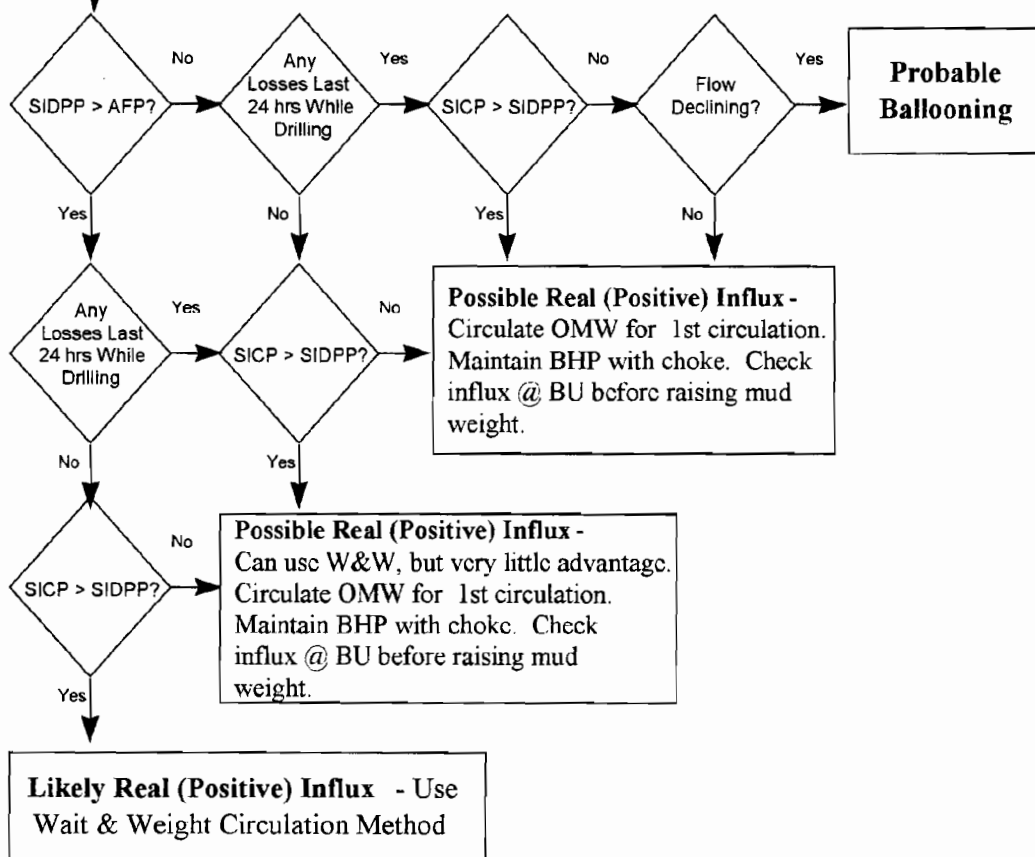 No
Any
Losses Last
24 hrs While
Drilling
Yes
No
Yes
SIDPP > AFP?
SICP > SIDPP?
Flow
Declining?
Probable
Ballooning
Yes
No
Yes
No
Any
Losses Last
24 hrs While
Drilling
Yes
SICP > SIDPP?
No
Possible Real (Positive) Influx -
Circulate OMW for 1st circulation.
Maintain BHP with choke. Check
influx @ BU before raising mud
weight.
No
Yes
SICP > SIDPP?
No
Possible Real (Positive) Influx -
Can use W&W, but very little advantage.
Circulate OMW for 1st circulation.
Maintain BHP with choke. Check
influx @ BU before raising mud
weight.
Yes
Likely Real (Positive) Influx - Use
Wait & Weight Circulation Method